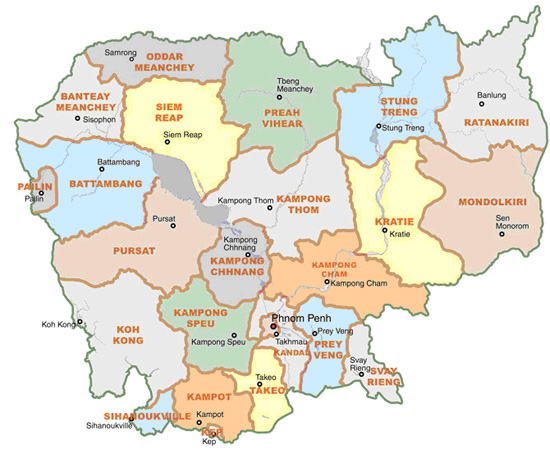 Samrong
ODDAR
MEANCHEY
BANTEAY
MEANCHEY
Sisophon
SIEM
REAP
Siem Reap
Tbeng
Meanchey
PREAH
VIHEAR
STUNG
TRENG
Stung Treng
Banlung
RATANAKIRI
Battambang
BATTAMBANG
PAILIN
Pailin
Kampong Thom
KAMPONG
THOM
KRATIE
Kratie
MONDOLKIRI
Sen
Monorom
Pursat
PURSAT
Kampong
Chhnang
KAMPONG
CHHNANG
KAMPONG
CHAM
Kampong Cham
Koh Kong
KOH
KONG
KAMPONG
SPEU
Kampong Speu
Phnom Penh
Takhmau
KANDAL
Prey Veng
PREY
VENG
Svay
Rieng
SVAY
RIENG
Takeo
TAKEO
KAMPOT
Kampot
SIHANOUKVILLE
Sihanoukville
KEP
Kep